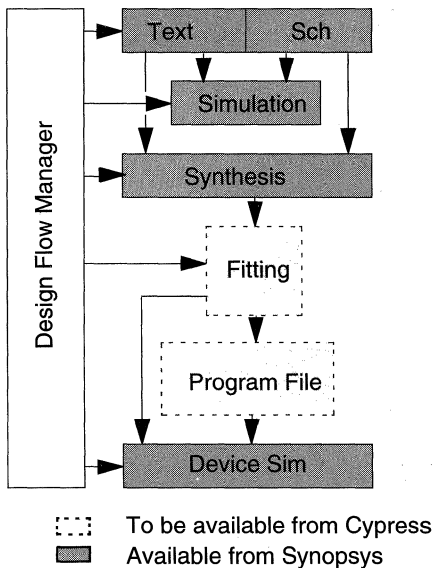 Text Sch
Simulation
Synthesis
Design Flow Manager
Fitting
Program File
Device Sim
To be available from Cypress
Available from Synopsys